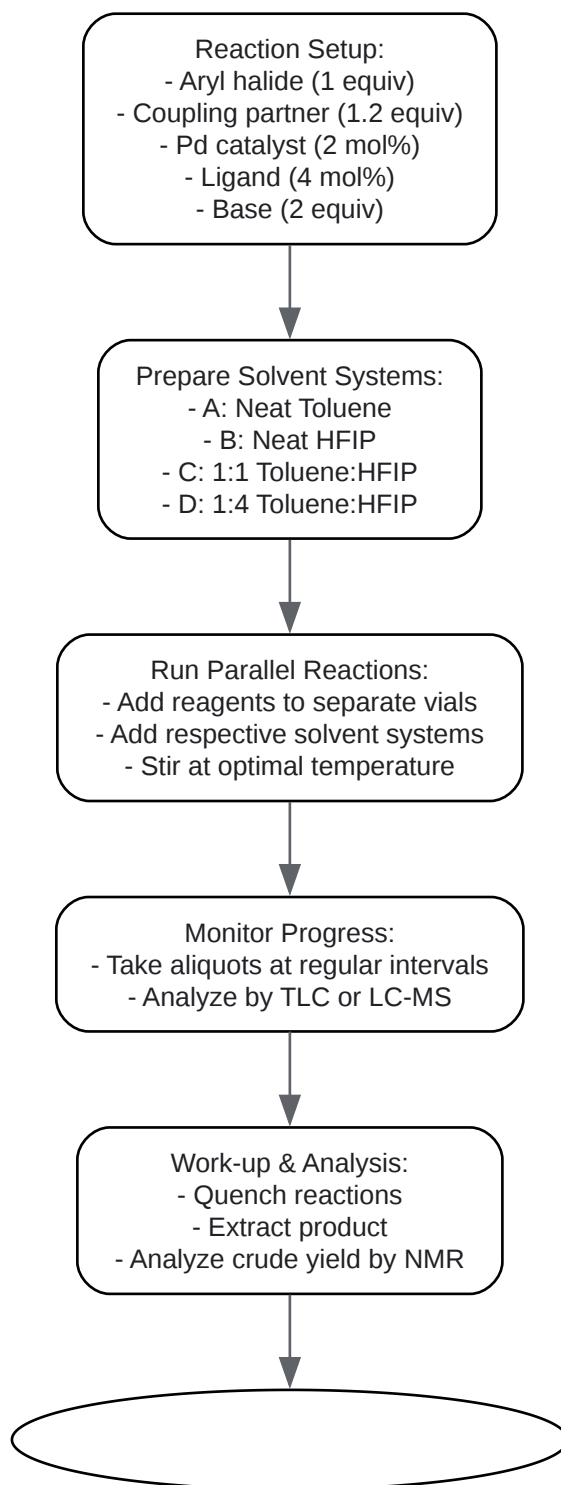 Reaction Setup:
- Aryl halide (1 equiv)
- Coupling partner (1.2 equiv)
- Pd catalyst (2 mol%)
- Ligand (4 mol%)
- Base (2 equiv)
Prepare Solvent Systems:
- A: Neat Toluene
- B: Neat HFIP
- C: 1:1 Toluene:HFIP
- D: 1:4 Toluene:HFIP
Run Parallel Reactions:
- Add reagents to separate vials
- Add respective solvent systems
- Stir at optimal temperature
Monitor Progress:
- Take aliquots at regular intervals
- Analyze by TLC or LC-MS
Work-up & Analysis:
- Quench reactions
- Extract product
- Analyze crude yield by NMR